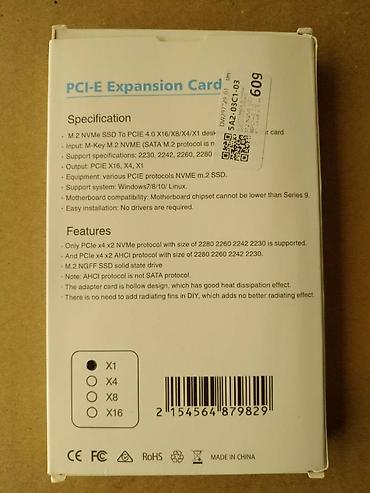 PCI-E Expansion Card
Specification
- M.2 NVMe SSD To PCIE 4.0 X16/X8/X4/X1 card
- Input: M-Key M.2 NVME (SATA M.2 protocol is
- Support specifications: 2230, 2242, 2260, 2280
- Output: PCIE X16, X4, X1
- Equipment: various PCIE protocols NVME m.2 SSD.
- Support system: Windows7/8/10/ Linux.
- Motherboard compatibility: Motherboard chipset cannot be lower than Series 9.
- Easy installation: No drivers are required.
5A2-03C1-03
609
Features
- Only PCIe x4 x2 NVMe protocol with size of 2280 2260 2242 2230 is supported.
- And PCIe x4 x2 AHCI protocol with size of 2280 2260 2242 2230.
- M.2 NGFF SSD solid state drive
- Note: AHCI protocol is not SATA protocol.
- The adapter card is hollow design, which has good heat dissipation effect.
- There is no need to add radiating fins in DIY, which adds no better radiating effect.
X1
X4
X8
X16
2 154564 879829
CE FC RoHS MADE IN CHINA